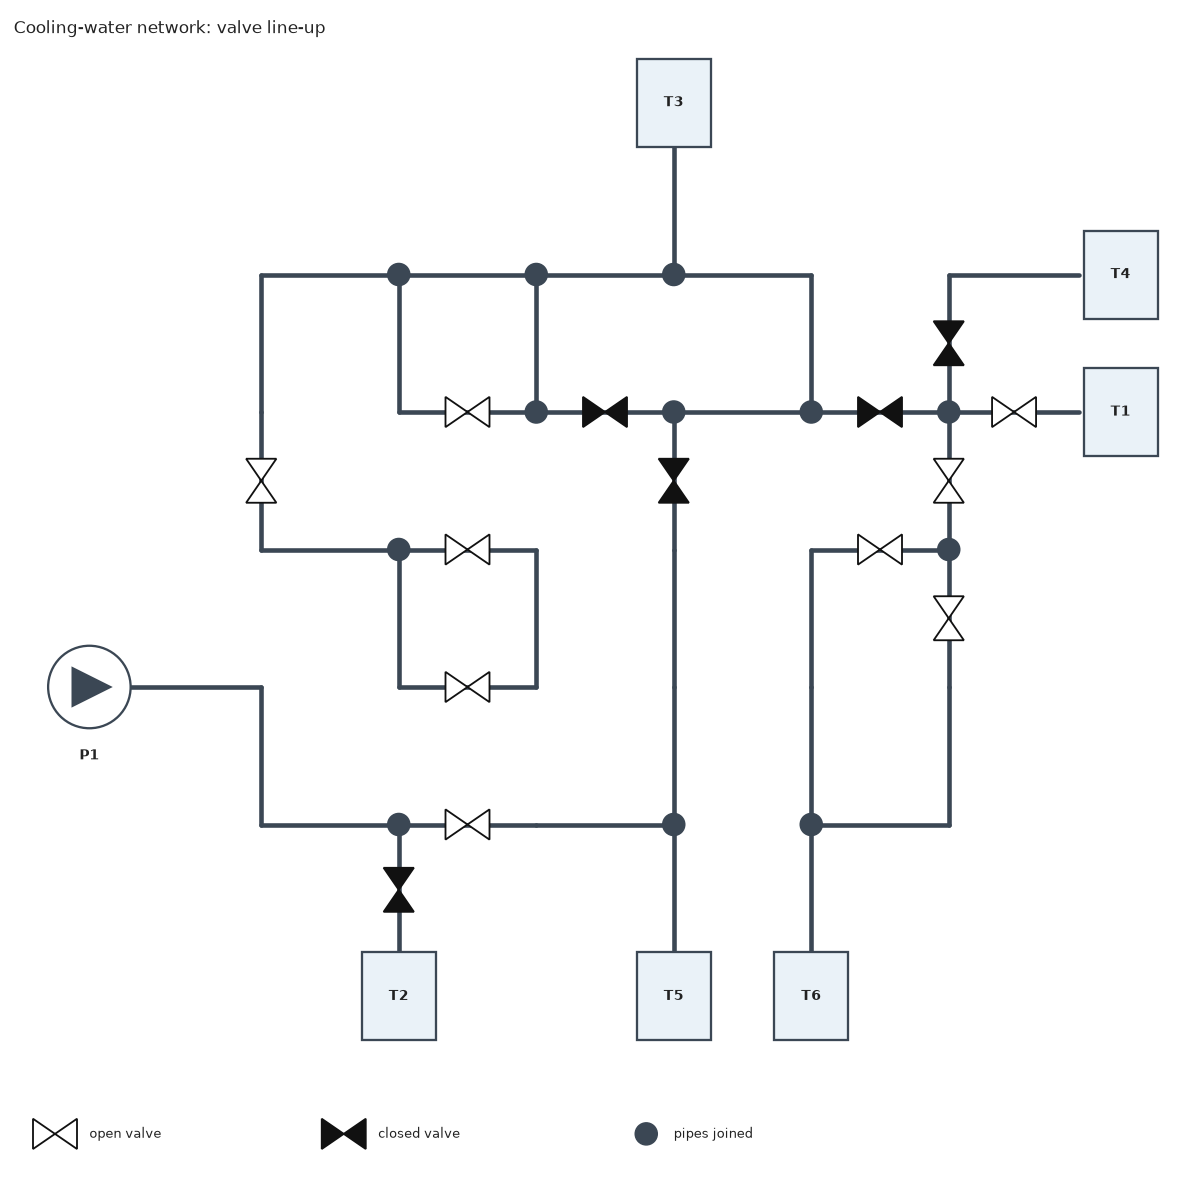 Cooling-water network: valve line-up
T3
T4
T1
P1
T2
T5
T6
open valve
closed valve
pipes joined